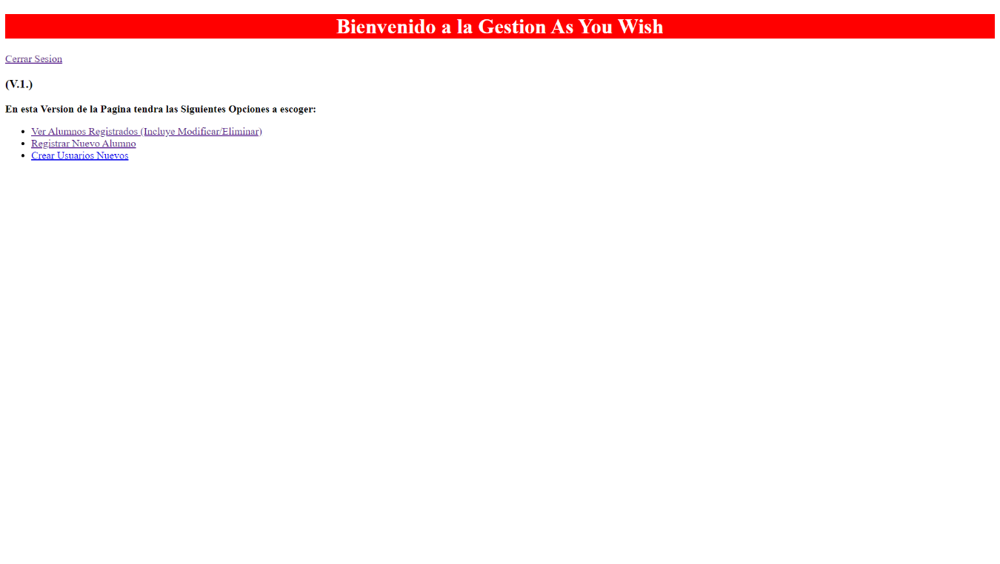 Bienvenido a la Gestion As You Wish
Cerrar Sesion
(V.1.)
En esta Version de la Pagina tendra las Siguientes Opciones a escoger:
Ver Alumnos Registrados (Incluye Modificar/Eliminar)
Registrar Nuevo Alumno
Crear Usuarios Nuevos